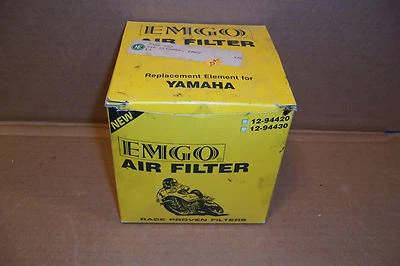 EMGO
AIR FILTER
Replacement Element for
YAMAHA
NEW
12-94420
12-94430
EMGO
AIR FILTER
RACE PROVEN FILTERS